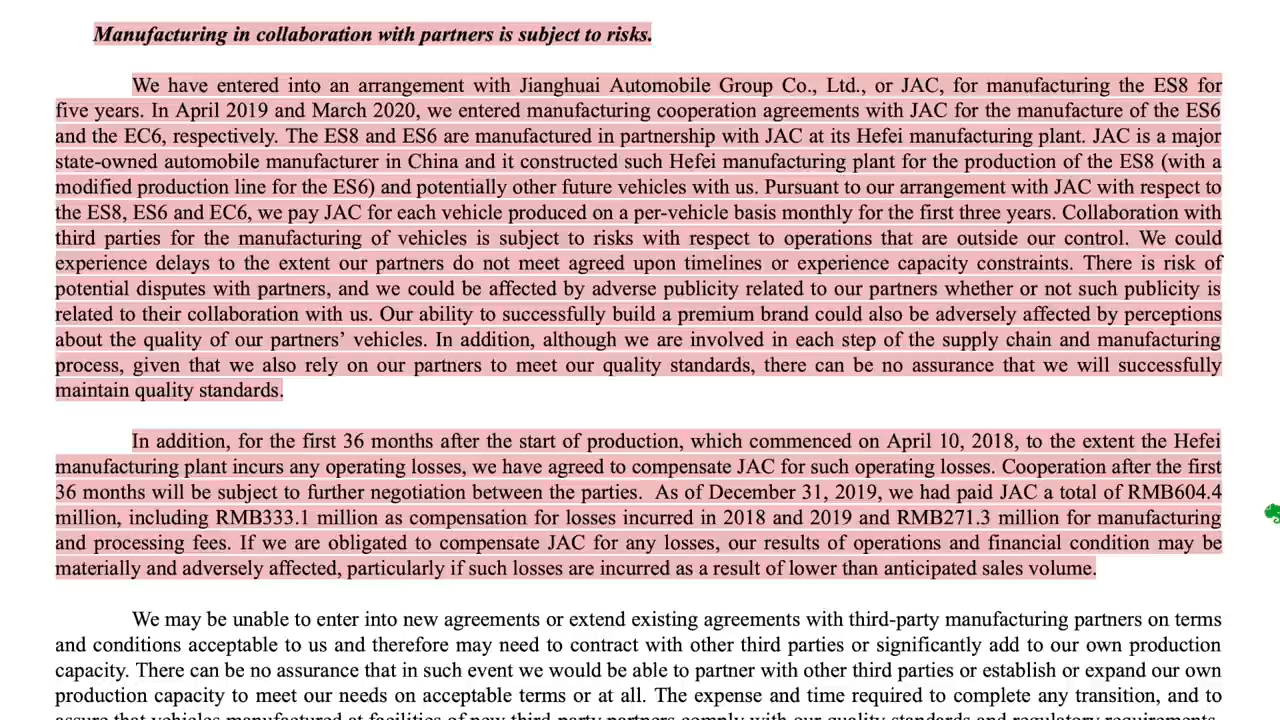 Manufacturing in collaboration with partners is subject to risks.
We have entered into an arrangement with Jianghuai Automobile Group Co., Ltd., or JAC, for manufacturing the ES8 for
five years. In April 2019 and March 2020, we entered manufacturing cooperation agreements with JAC for the manufacture of the ES6
and the EC6, respectively. The ES8 and ES6 are manufactured in partnership with JAC at its Hefei manufacturing plant. JAC is a major
state-owned automobile manufacturer in China and it constructed such Hefei manufacturing plant for the production of the ES8 (with a
modified production line for the ES6) and potentially other future vehicles with us. Pursuant to our arrangement with JAC with respect to
the ES8, ES6 and EC6, we pay JAC for each vehicle produced on a per-vehicle basis monthly for the first three years. Collaboration with
third parties for the manufacturing of vehicles is subject to risks with respect to operations that are outside our control. We could
experience delays to the extent our partners do not meet agreed upon timelines or experience capacity constraints. There is risk of
potential disputes with partners, and we could be affected by adverse publicity related to our partners whether or not such publicity is
related to their collaboration with us. Our ability to successfully build a premium brand could also be adversely affected by perceptions
about the quality of our partners’ vehicles. In addition, although we are involved in each step of the supply chain and manufacturing
process, given that we also rely on our partners to meet our quality standards, there can be no assurance that we will successfully
maintain quality standards.
In addition, for the first 36 months after the start of production, which commenced on April 10, 2018, to the extent the Hefei
manufacturing plant incurs any operating losses, we have agreed to compensate JAC for such operating losses. Cooperation after the first
36 months will be subject to further negotiation between the parties. As of December 31, 2019, we had paid JAC a total of RMB604.4
million, including RMB333.1 million as compensation for losses incurred in 2018 and 2019 and RMB271.3 million for manufacturing
and processing fees. If we are obligated to compensate JAC for any losses, our results of operations and financial condition may be
materially and adversely affected, particularly if such losses are incurred as a result of lower than anticipated sales volume.
We may be unable to enter into new agreements or extend existing agreements with third-party manufacturing partners on terms
and conditions acceptable to us and therefore may need to contract with other third parties or significantly add to our own production
capacity. There can be no assurance that in such event we would be able to partner with other third parties or establish or expand our own
production capacity to meet our needs on acceptable terms or at all. The expense and time required to complete any transition, and to
assure that vehicles manufactured at facilities of new third-party partners comply with our quality standards and regulatory requirements,